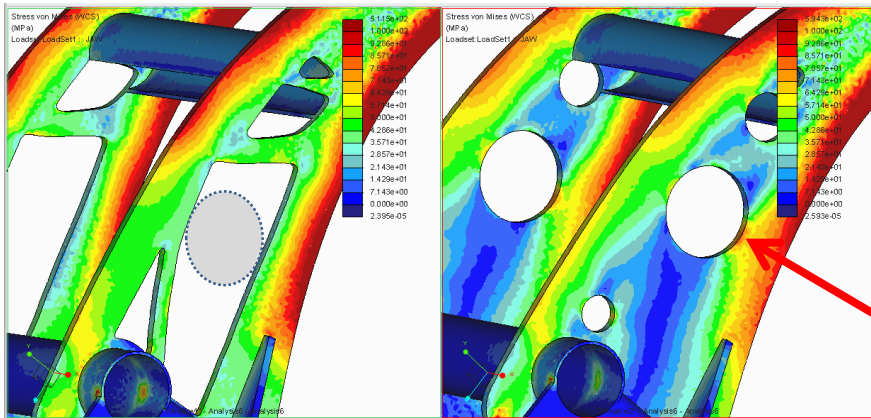 Stress von Mises (WCS)
(MPa)
Loadset:LoadSet1 : JAW
5.118e+02
1.000e+02
9.286e+01
8.571e+01
7.857e+01
7.143e+01
6.429e+01
5.714e+01
5.000e+01
4.286e+01
3.571e+01
2.857e+01
2.143e+01
1.429e+01
7.143e+00
0.000e+00
2.395e-05
Y
X
- Analysis6 - Analysis6
Stress von Mises (WCS)
(MPa)
Loadset:LoadSet1 : JAW
5.943e+02
1.000e+02
9.286e+01
8.571e+01
7.857e+01
7.143e+01
6.429e+01
5.714e+01
5.000e+01
4.286e+01
3.571e+01
2.857e+01
2.143e+01
1.429e+01
7.143e+00
0.000e+00
2.593e-05
Y
X
- Analysis6 - Analysis6